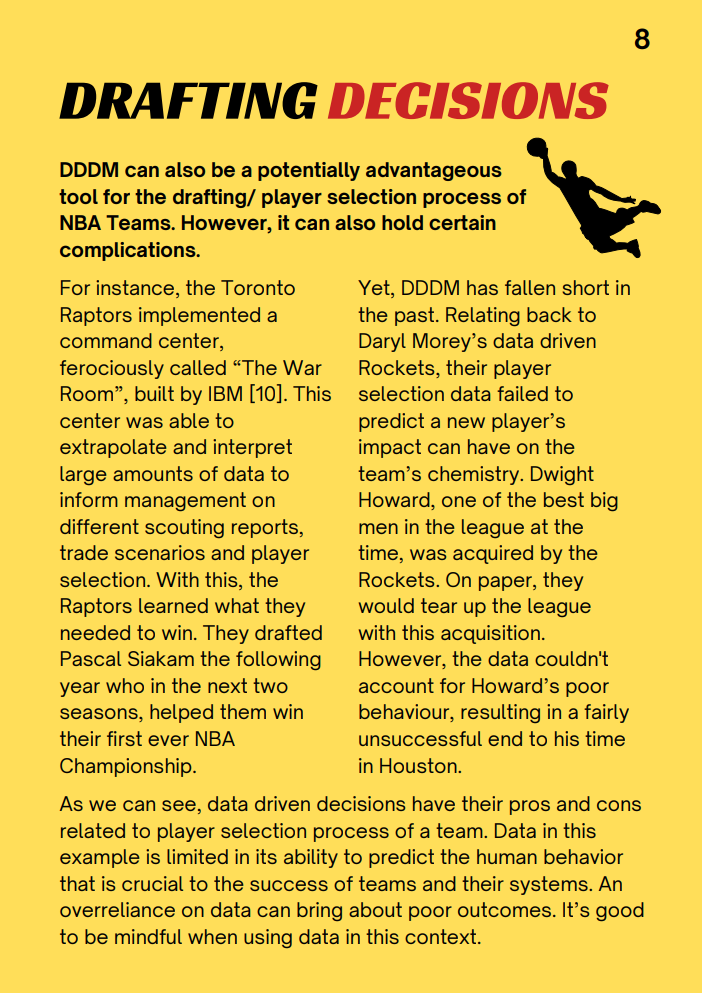 8
DRAFTING DECISIONS
DDDM can also be a potentially advantageous
tool for the drafting/ player selection process of
NBA Teams. However, it can also hold certain
complications.
For instance, the Toronto
Raptors implemented a
command center,
ferociously called “The War
Room”, built by IBM [10]. This
center was able to
extrapolate and interpret
large amounts of data to
inform management on
different scouting reports,
trade scenarios and player
selection. With this, the
Raptors learned what they
needed to win. They drafted
Pascal Siakam the following
year who in the next two
seasons, helped them win
their first ever NBA
Championship.
Yet, DDDM has fallen short in
the past. Relating back to
Daryl Morey’s data driven
Rockets, their player
selection data failed to
predict a new player’s
impact can have on the
team’s chemistry. Dwight
Howard, one of the best big
men in the league at the
time, was acquired by the
Rockets. On paper, they
would tear up the league
with this acquisition.
However, the data couldn't
account for Howard’s poor
behaviour, resulting in a fairly
unsuccessful end to his time
in Houston.
As we can see, data driven decisions have their pros and cons
related to player selection process of a team. Data in this
example is limited in its ability to predict the human behavior
that is crucial to the success of teams and their systems. An
overreliance on data can bring about poor outcomes. It’s good
to be mindful when using data in this context.